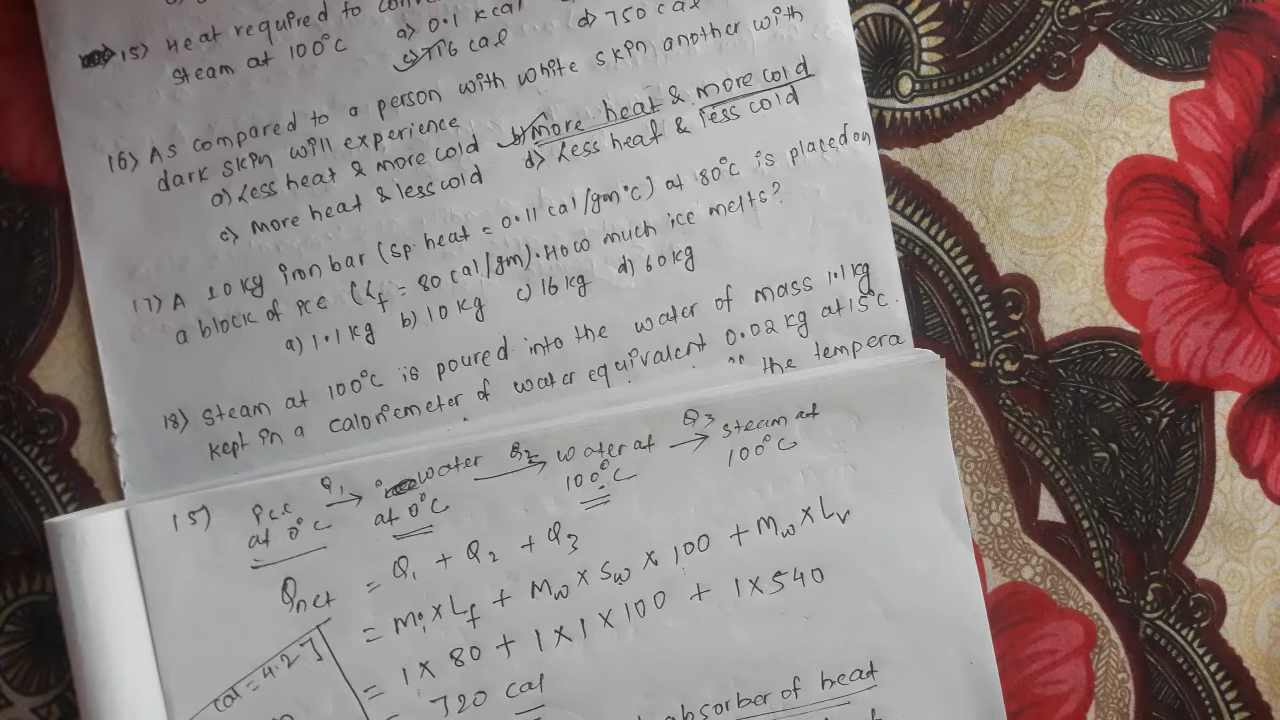 15) Heat required to
steam at 100°c a) 0.1 kcal
c) 716 cal d) 750 cal
16) As compared to a person with white skin another with
dark skin will experience
a) Less heat & more cold b) more heat & more cold
c) more heat & less cold d) Less heat & less cold
17) A 10 kg iron bar (sp. heat = 0.11 cal/gm°c) at 80°c is placed on
a block of ice (Lf = 80 cal/gm). How much ice melts?
a) 1.1 kg b) 10 kg c) 16 kg d) 60 kg
18) Steam at 100°c is poured into the water of mass 1.1 kg
kept in a caloriemeter of water equivalent 0.02 kg at 15°c.
the tempera
15) Ice Q1 → water Q2 → water at Q3 → steam at
at 0°C at 0°C 100°C 100°C
Qnet = Q1 + Q2 + Q3
= mi×Lf + Mw × Sw × 100 + Mw × Lv
= 1 × 80 + 1×1×100 + 1×540
720 cal
cal = 4.2 J
absorber of heat